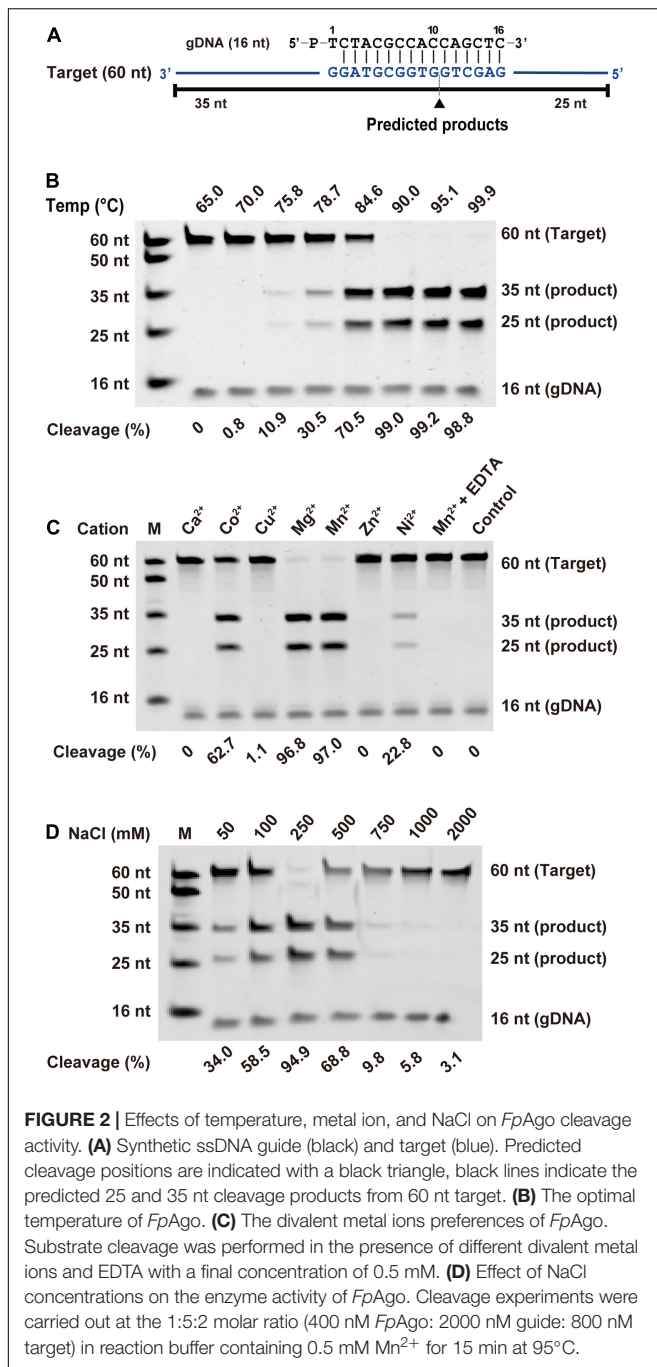 A
1 10 16
gDNA (16 nt) 5’-P-TCTACGCCACCAGCTC-3’
Target (60 nt) 3’ GGATGCGGTGGTCGAG 5’
35 nt 25 nt
Predicted products
B
Temp (°C) 65.0 70.0 75.8 78.7 84.6 90.0 95.1 99.9
60 nt 60 nt (Target)
50 nt
35 nt 35 nt (product)
25 nt 25 nt (product)
16 nt 16 nt (gDNA)
Cleavage (%) 0 0.8 10.9 30.5 70.5 99.0 99.2 98.8
C Cation M Ca2+ Co2+ Cu2+ Mg2+ Mn2+ Zn2+ Ni2+ Mn2+ + EDTA Control
60 nt 60 nt (Target)
50 nt
35 nt 35 nt (product)
25 nt 25 nt (product)
16 nt 16 nt (gDNA)
Cleavage (%) 0 62.7 1.1 96.8 97.0 0 22.8 0 0
D NaCl (mM) M 50 100 250 500 750 1000 2000
60 nt 60 nt (Target)
50 nt
35 nt 35 nt (product)
25 nt 25 nt (product)
16 nt 16 nt (gDNA)
Cleavage (%) 34.0 58.5 94.9 68.8 9.8 5.8 3.1
FIGURE 2 | Effects of temperature, metal ion, and NaCl on FpAgo cleavage
activity. (A) Synthetic ssDNA guide (black) and target (blue). Predicted
cleavage positions are indicated with a black triangle, black lines indicate the
predicted 25 and 35 nt cleavage products from 60 nt target. (B) The optimal
temperature of FpAgo. (C) The divalent metal ions preferences of FpAgo.
Substrate cleavage was performed in the presence of different divalent metal
ions and EDTA with a final concentration of 0.5 mM. (D) Effect of NaCl
concentrations on the enzyme activity of FpAgo. Cleavage experiments were
carried out at the 1:5:2 molar ratio (400 nM FpAgo: 2000 nM guide: 800 nM
target) in reaction buffer containing 0.5 mM Mn2+ for 15 min at 95°C.